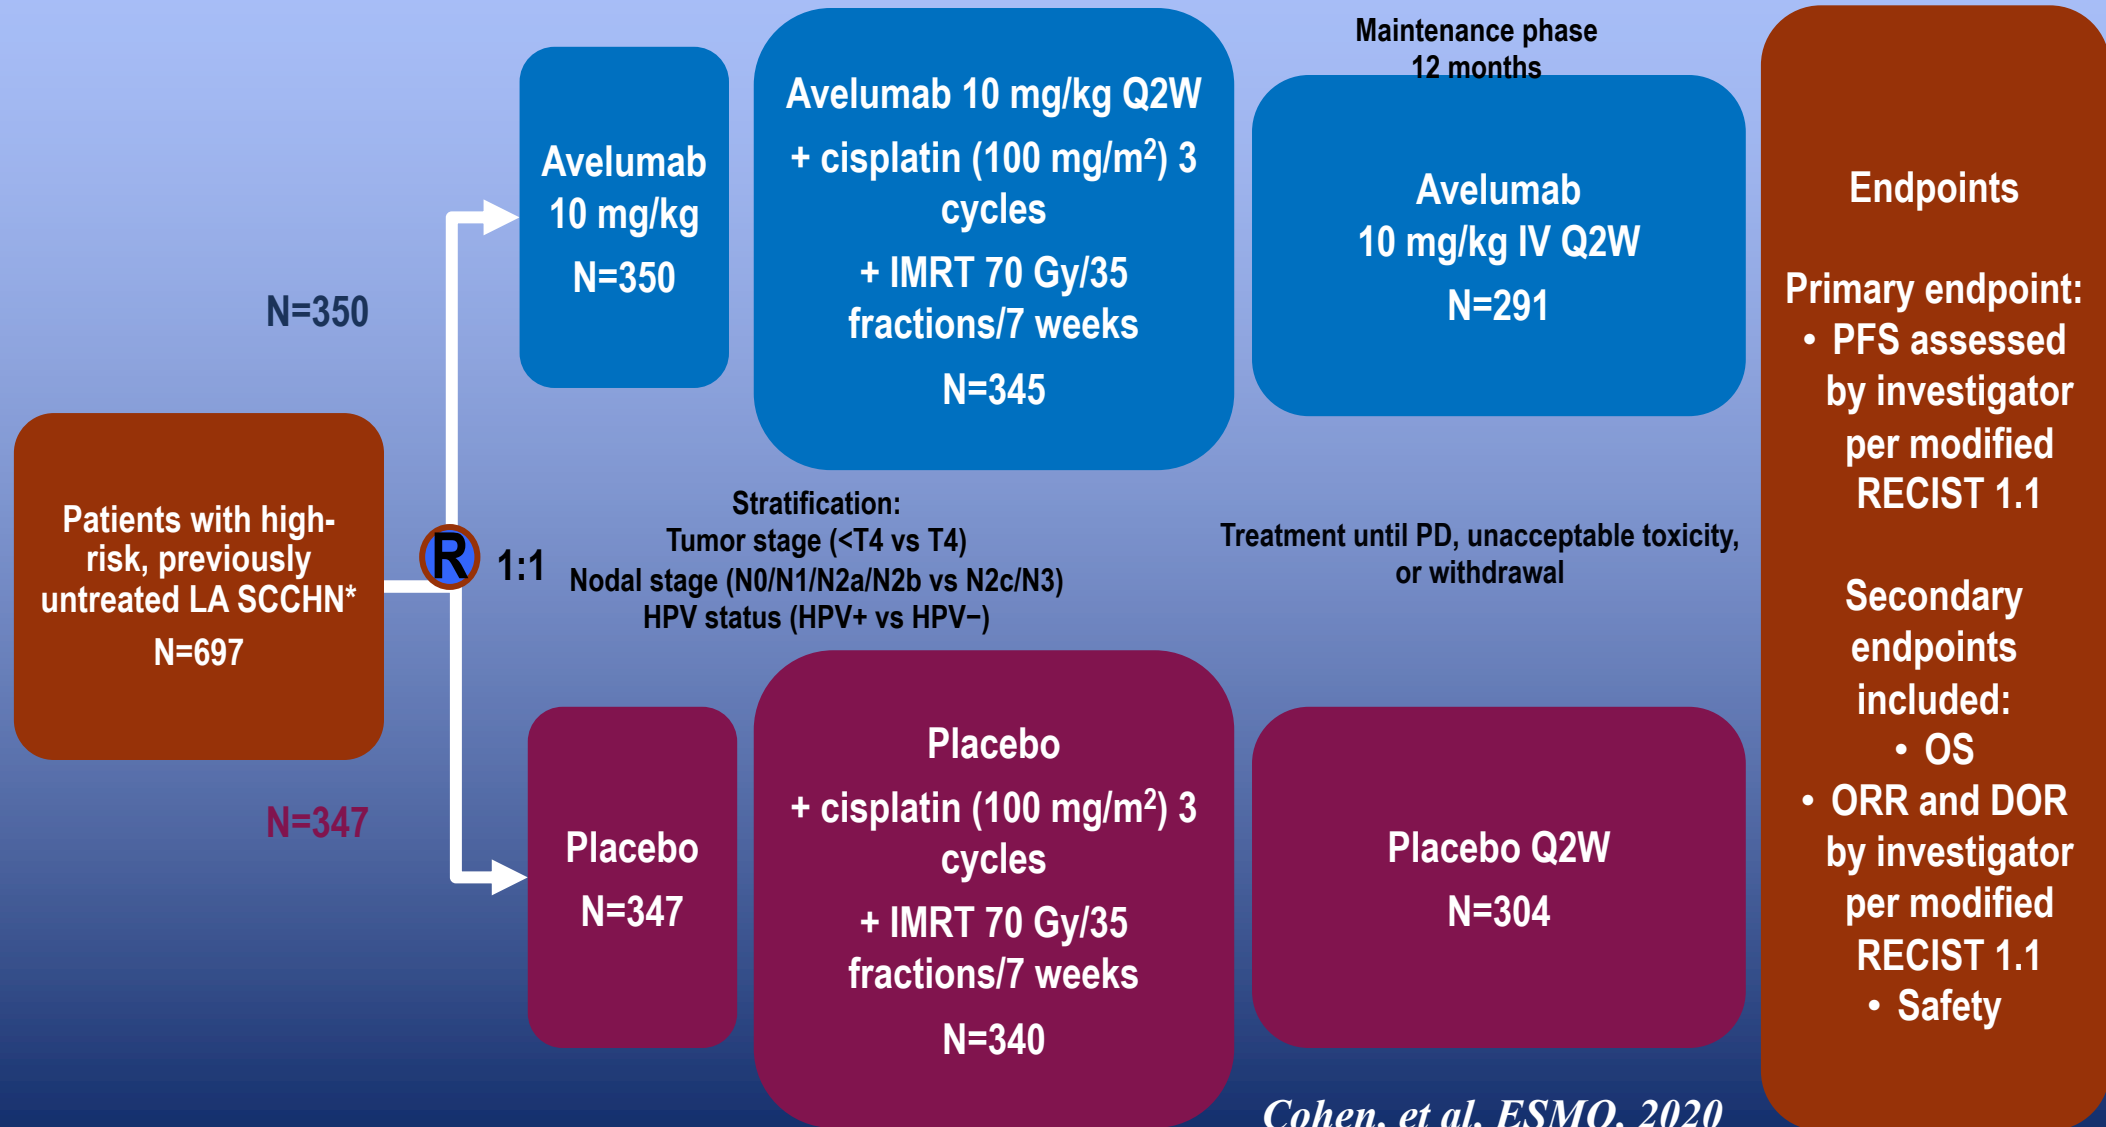 Patients with high-
risk, previously
untreated LA SCCHN*
N=697
N=350
N=347
R
1:1
Avelumab
10 mg/kg
N=350
Avelumab 10 mg/kg Q2W
+ cisplatin (100 mg/m²) 3
cycles
+ IMRT 70 Gy/35
fractions/7 weeks
N=345
Maintenance phase
12 months
Avelumab
10 mg/kg IV Q2W
N=291
Stratification:
Tumor stage (<T4 vs T4)
Nodal stage (N0/N1/N2a/N2b vs N2c/N3)
HPV status (HPV+ vs HPV−)
Treatment until PD, unacceptable toxicity,
or withdrawal
Placebo
N=347
Placebo
+ cisplatin (100 mg/m²) 3
cycles
+ IMRT 70 Gy/35
fractions/7 weeks
N=340
Placebo Q2W
N=304
Endpoints
Primary endpoint:
• PFS assessed
by investigator
per modified
RECIST 1.1
Secondary
endpoints
included:
• OS
• ORR and DOR
by investigator
per modified
RECIST 1.1
• Safety
Cohen, et al, ESMO, 2020